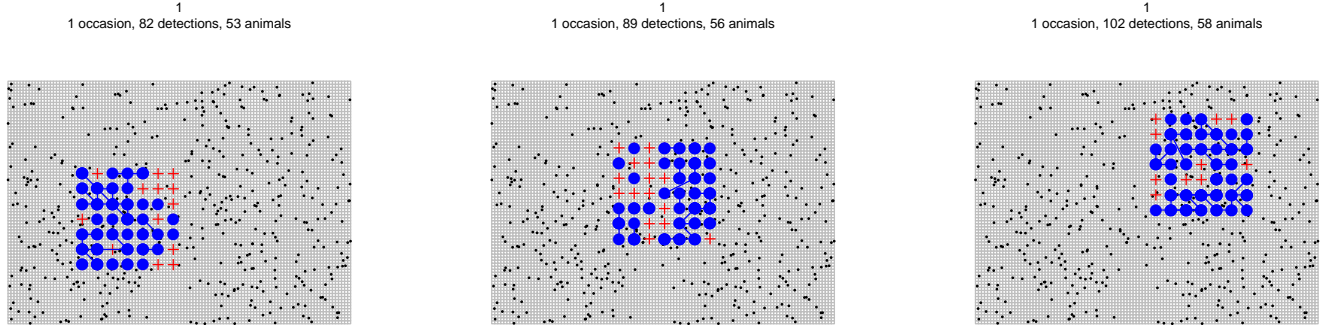 1
1 occasion, 82 detections, 53 animals
1
1 occasion, 89 detections, 56 animals
1
1 occasion, 102 detections, 58 animals